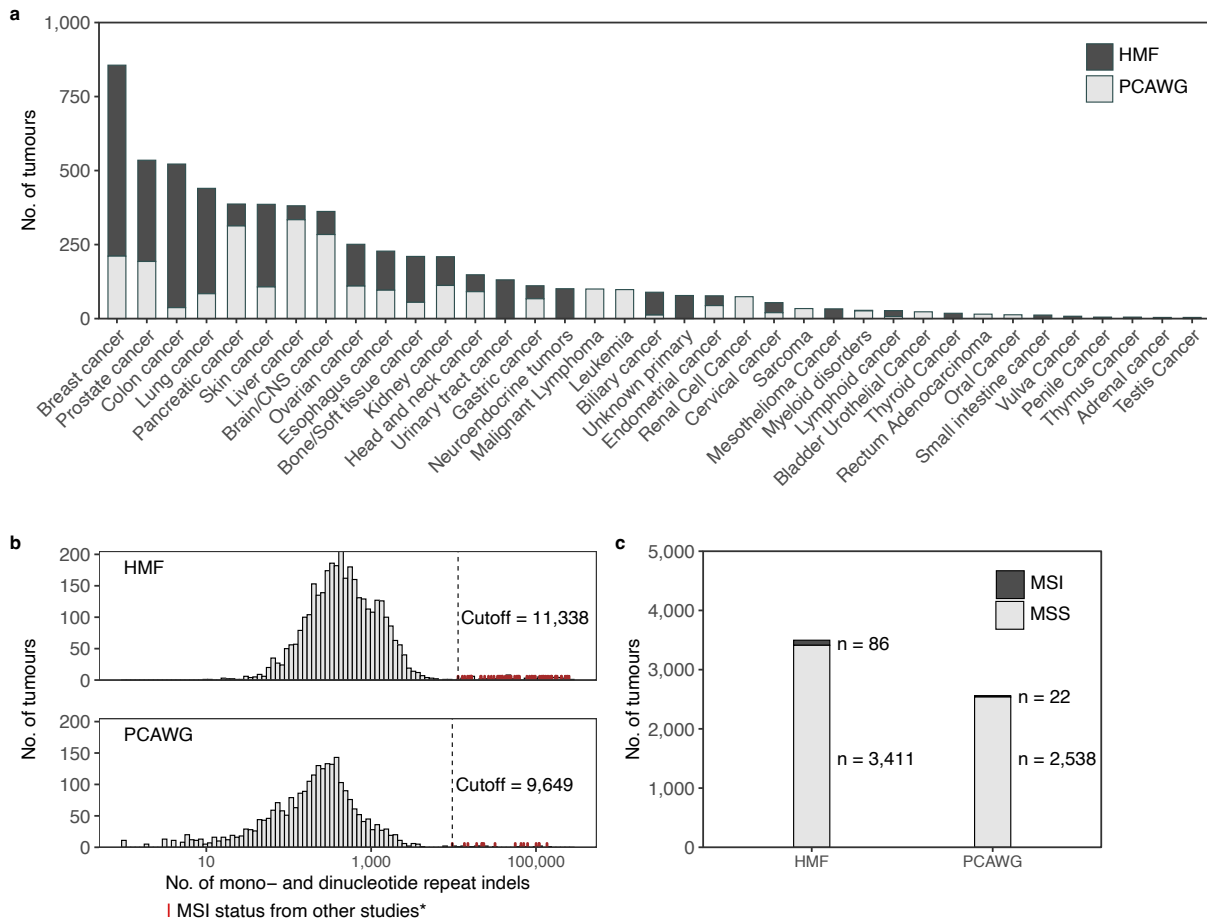 a
1,000
750
500
250
0
No. of tumours
HMF
PCAWG
Breast cancer
Prostate cancer
Colon cancer
Lung cancer
Pancreatic cancer
Skin cancer
Liver cancer
Brain/CNS cancer
Ovarian cancer
Esophagus cancer
Bone/Soft tissue cancer
Kidney cancer
Head and neck cancer
Urinary tract cancer
Gastric cancer
Neuroendocrine tumors
Malignant Lymphoma
Leukemia
Biliary cancer
Unknown primary
Endometrial cancer
Renal Cell Cancer
Cervical cancer
Sarcoma
Mesothelioma Cancer
Myeloid disorders
Lymphoid cancer
Bladder Urothelial Cancer
Thyroid Cancer
Rectum Adenocarcinoma
Oral Cancer
Small intestine cancer
Vulva Cancer
Penile Cancer
Thymus Cancer
Adrenal cancer
Testis Cancer
b
No. of tumours
200
150
100
50
0
HMF
Cutoff = 11,338
200
150
100
50
0
PCAWG
Cutoff = 9,649
10
1,000
100,000
No. of mono− and dinucleotide repeat indels
| MSI status from other studies*
c
5,000
4,000
3,000
2,000
1,000
0
No. of tumours
MSI
MSS
n = 86
n = 3,411
n = 22
n = 2,538
HMF
PCAWG